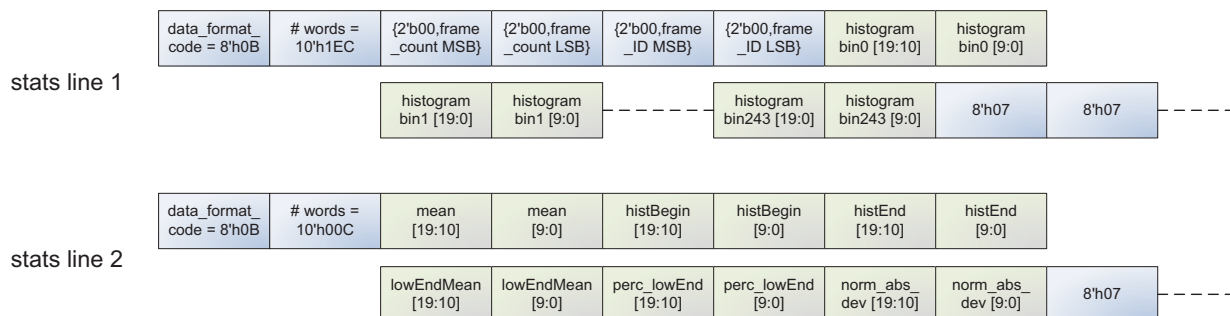 data_format_
code = 8'h0B
# words =
10'h1EC
{2'b00,frame
_count MSB}
{2'b00,frame
_count LSB}
{2'b00,frame
_ID MSB}
{2'b00,frame
_ID LSB}
histogram
bin0 [19:10]
histogram
bin0 [9:0]
stats line 1
histogram
bin1 [19:0]
histogram
bin1 [9:0]
histogram
bin243 [19:0]
histogram
bin243 [9:0]
8'h07
8'h07
data_format_
code = 8'h0B
# words =
10'h00C
mean
[19:10]
mean
[9:0]
histBegin
[19:10]
histBegin
[9:0]
histEnd
[19:10]
histEnd
[9:0]
stats line 2
lowEndMean
[19:10]
lowEndMean
[9:0]
perc_lowEnd
[19:10]
perc_lowEnd
[9:0]
norm_abs_
dev [19:10]
norm_abs_
dev [9:0]
8'h07